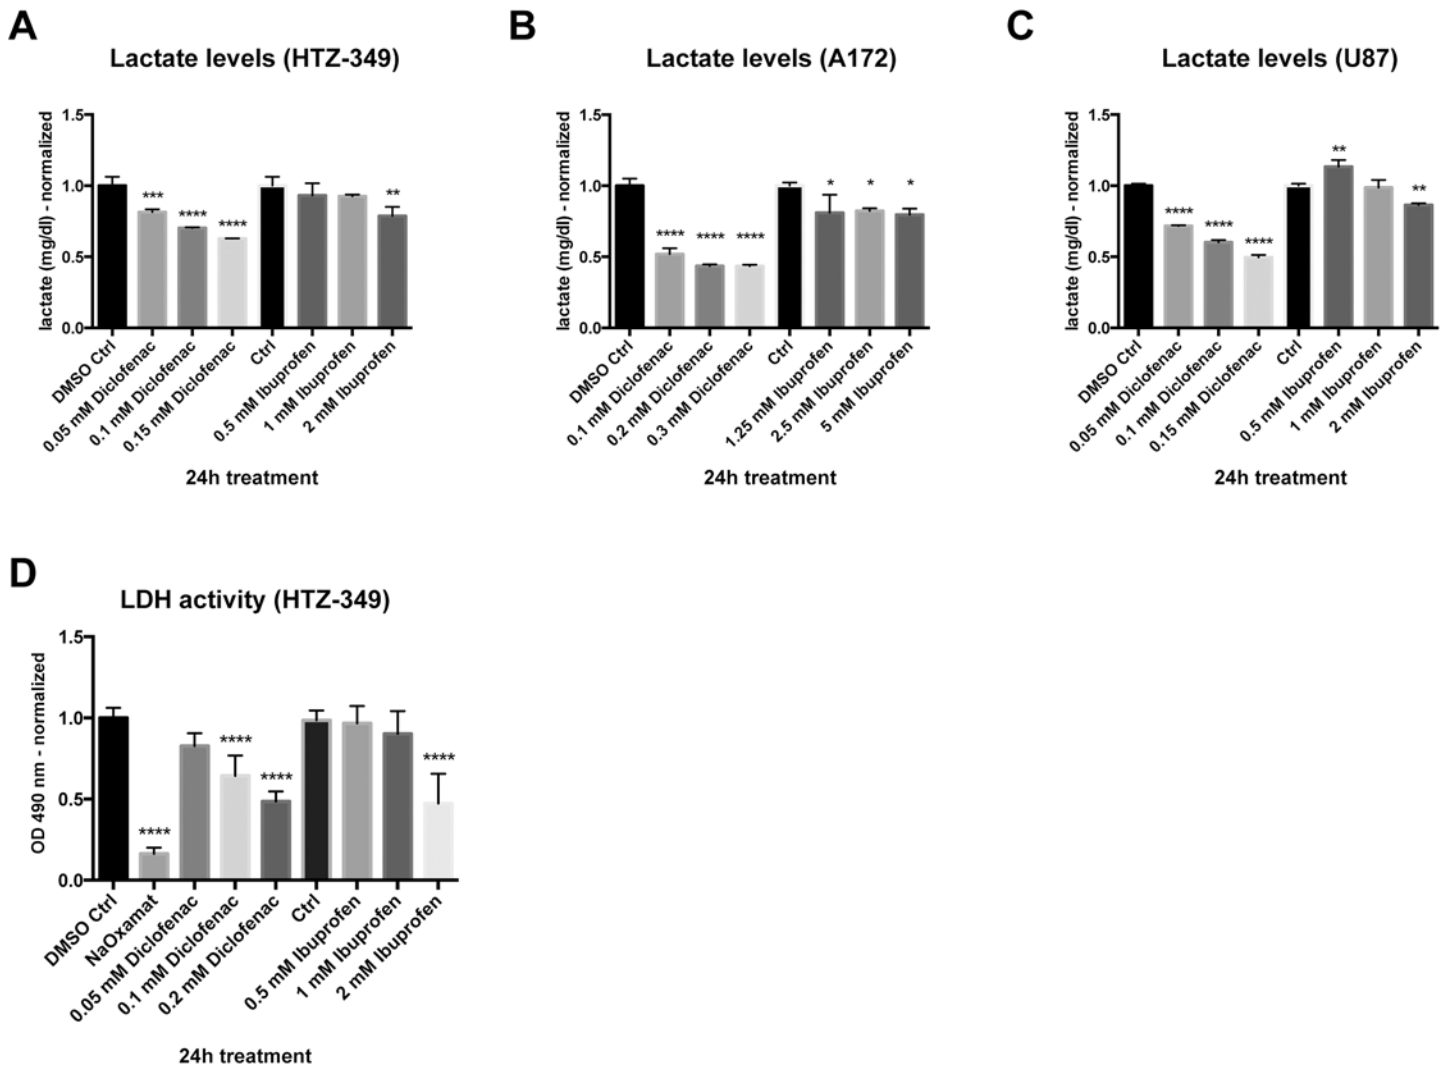 A
Lactate levels (HTZ-349)
lactate (mg/dl) - normalized
1.5
1.0
0.5
0.0
***
****
****
**
DMSO Ctrl
0.05 mM Diclofenac
0.1 mM Diclofenac
0.15 mM Diclofenac
Ctrl
0.5 mM Ibuprofen
1 mM Ibuprofen
2 mM Ibuprofen
24h treatment
B
Lactate levels (A172)
lactate (mg/dl) - normalized
1.5
1.0
0.5
0.0
****
****
****
*
*
*
DMSO Ctrl
0.1 mM Diclofenac
0.2 mM Diclofenac
0.3 mM Diclofenac
Ctrl
1.25 mM Ibuprofen
2.5 mM Ibuprofen
5 mM Ibuprofen
24h treatment
C
Lactate levels (U87)
lactate (mg/dl) - normalized
1.5
1.0
0.5
0.0
****
****
****
**
**
DMSO Ctrl
0.05 mM Diclofenac
0.1 mM Diclofenac
0.15 mM Diclofenac
Ctrl
0.5 mM Ibuprofen
1 mM Ibuprofen
2 mM Ibuprofen
24h treatment
D
LDH activity (HTZ-349)
OD 490 nm - normalized
1.5
1.0
0.5
0.0
****
****
****
****
DMSO Ctrl
NaOxamat
0.05 mM Diclofenac
0.1 mM Diclofenac
0.2 mM Diclofenac
Ctrl
0.5 mM Ibuprofen
1 mM Ibuprofen
2 mM Ibuprofen
24h treatment